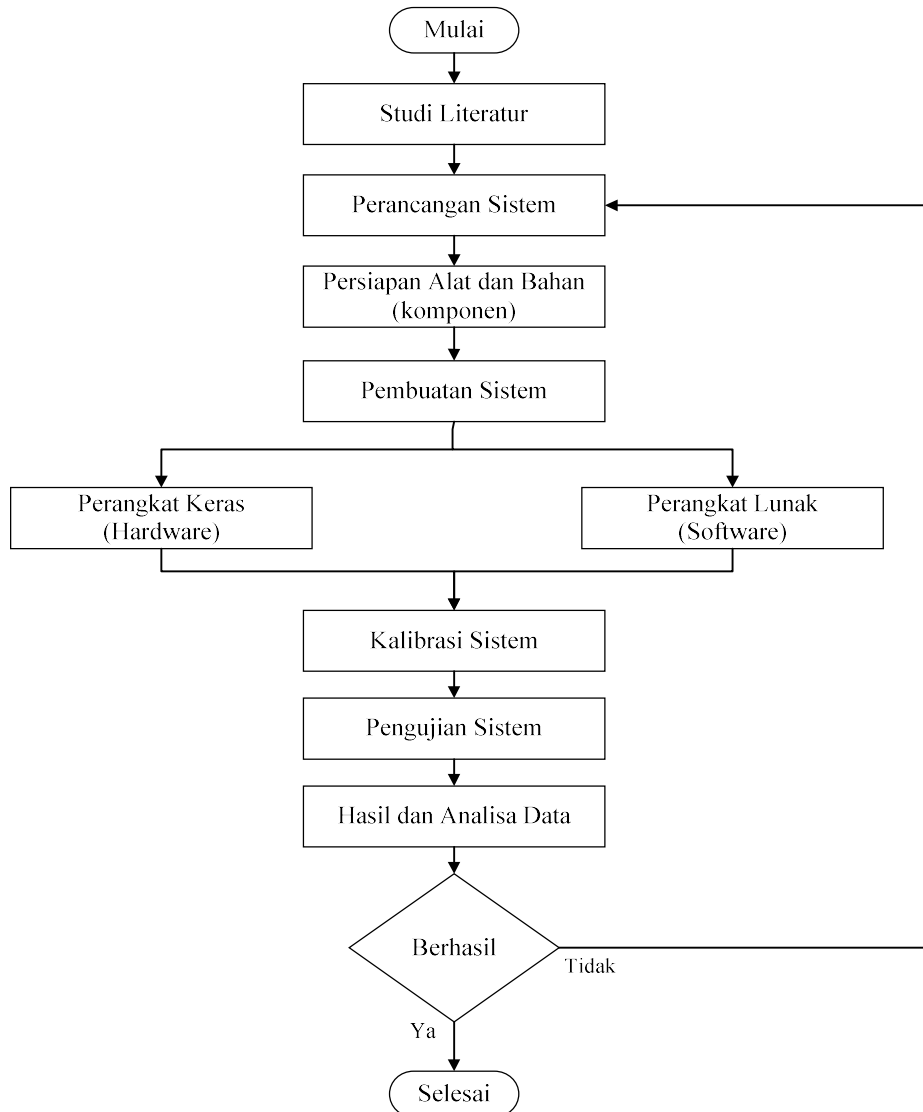 Mulai
Studi Literatur
Perancangan Sistem
Persiapan Alat dan Bahan
(komponen)
Pembuatan Sistem
Perangkat Keras
(Hardware)
Perangkat Lunak
(Software)
Kalibrasi Sistem
Pengujian Sistem
Hasil dan Analisa Data
Berhasil
Tidak
Ya
Selesai